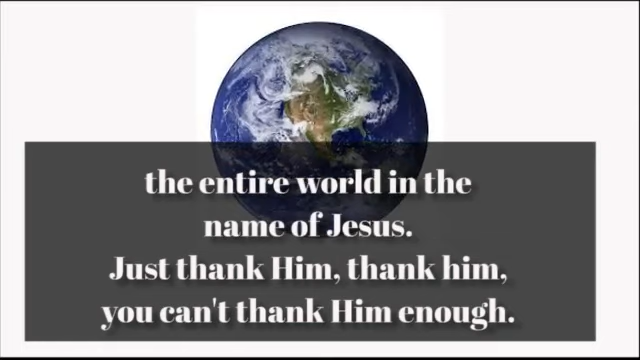 the entire world in the
name of Jesus.
Just thank Him, thank him,
you can't thank Him enough.